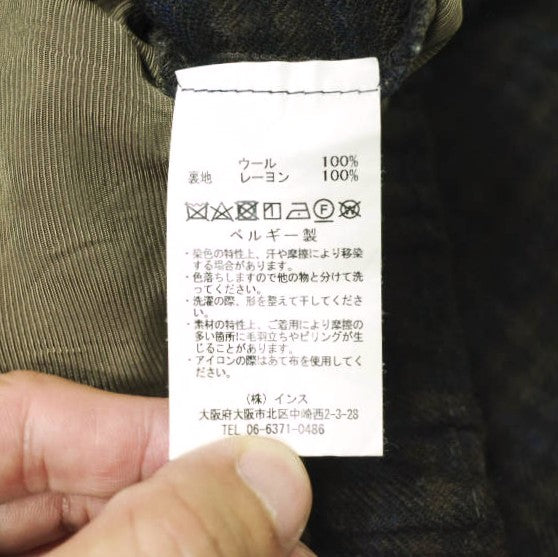 ウール 100%
裏地 レーヨン 100%
F
ベルギー製
・染色の特性上、汗や摩擦により移染
する場合があります。
・色落ちしますので他の物と分けて洗
ってください。
・洗濯の際、形を整えて干してくださ
い。
・素材の特性上、ご着用により摩擦の
多い箇所に毛羽立ちやピリングが生
じることがあります。
・アイロンの際はあて布を使用してく
ださい。
(株) インス
大阪府大阪市北区中崎西2-3-28
TEL 06-6371-0486